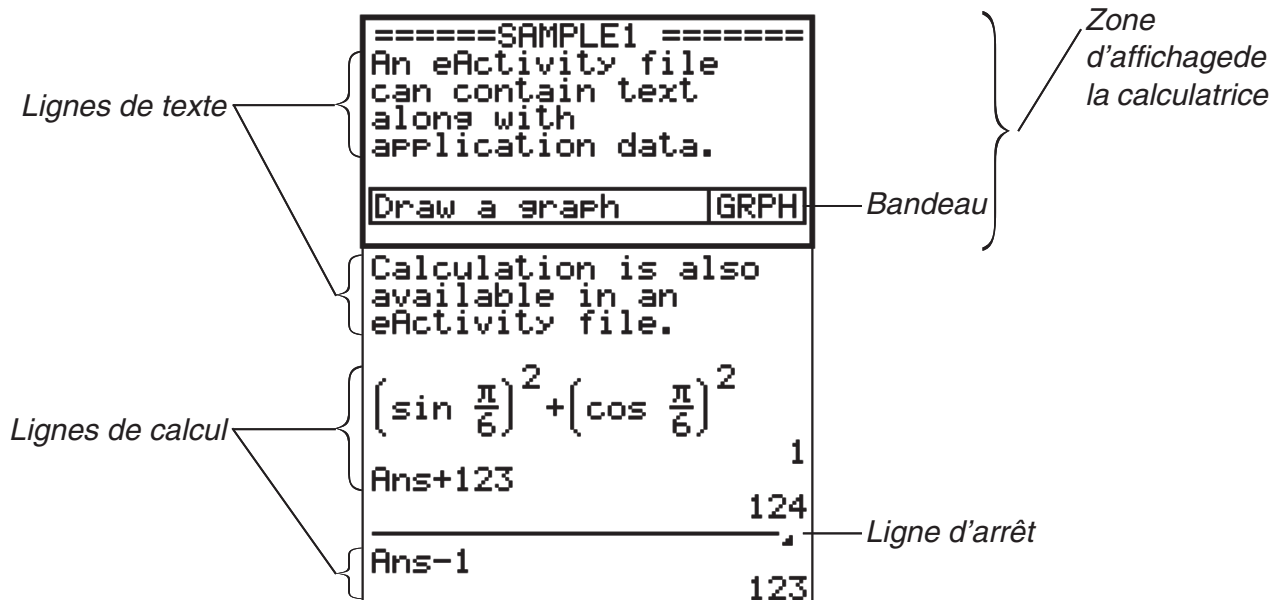 ======SAMPLE1 =======
An eActivity file
can contain text
along with
application data.
Draw a graph GRPH
Calculation is also
available in an
eActivity file.
(sin π/6)²+(cos π/6)²
1
Ans+123
124
Ans−1
123
Lignes de texte
Lignes de calcul
Zone
d’affichagede
la calculatrice
Bandeau
Ligne d’arrêt